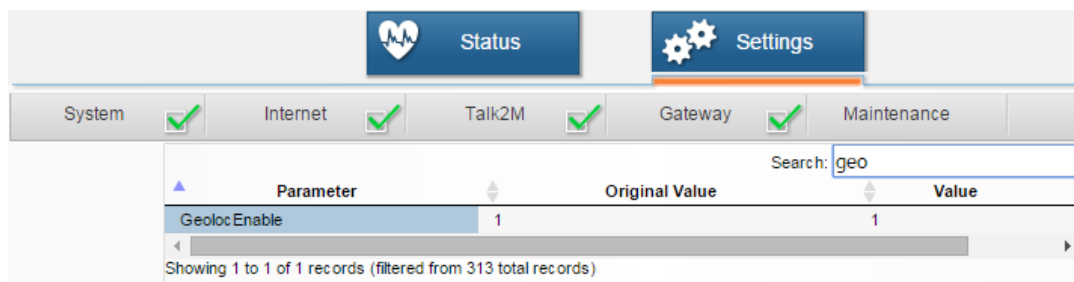 Status Settings
System Internet Talk2M Gateway Maintenance
Search: geo
Parameter Original Value Value
GeolocEnable 1 1
Showing 1 to 1 of 1 records (filtered from 313 total records)